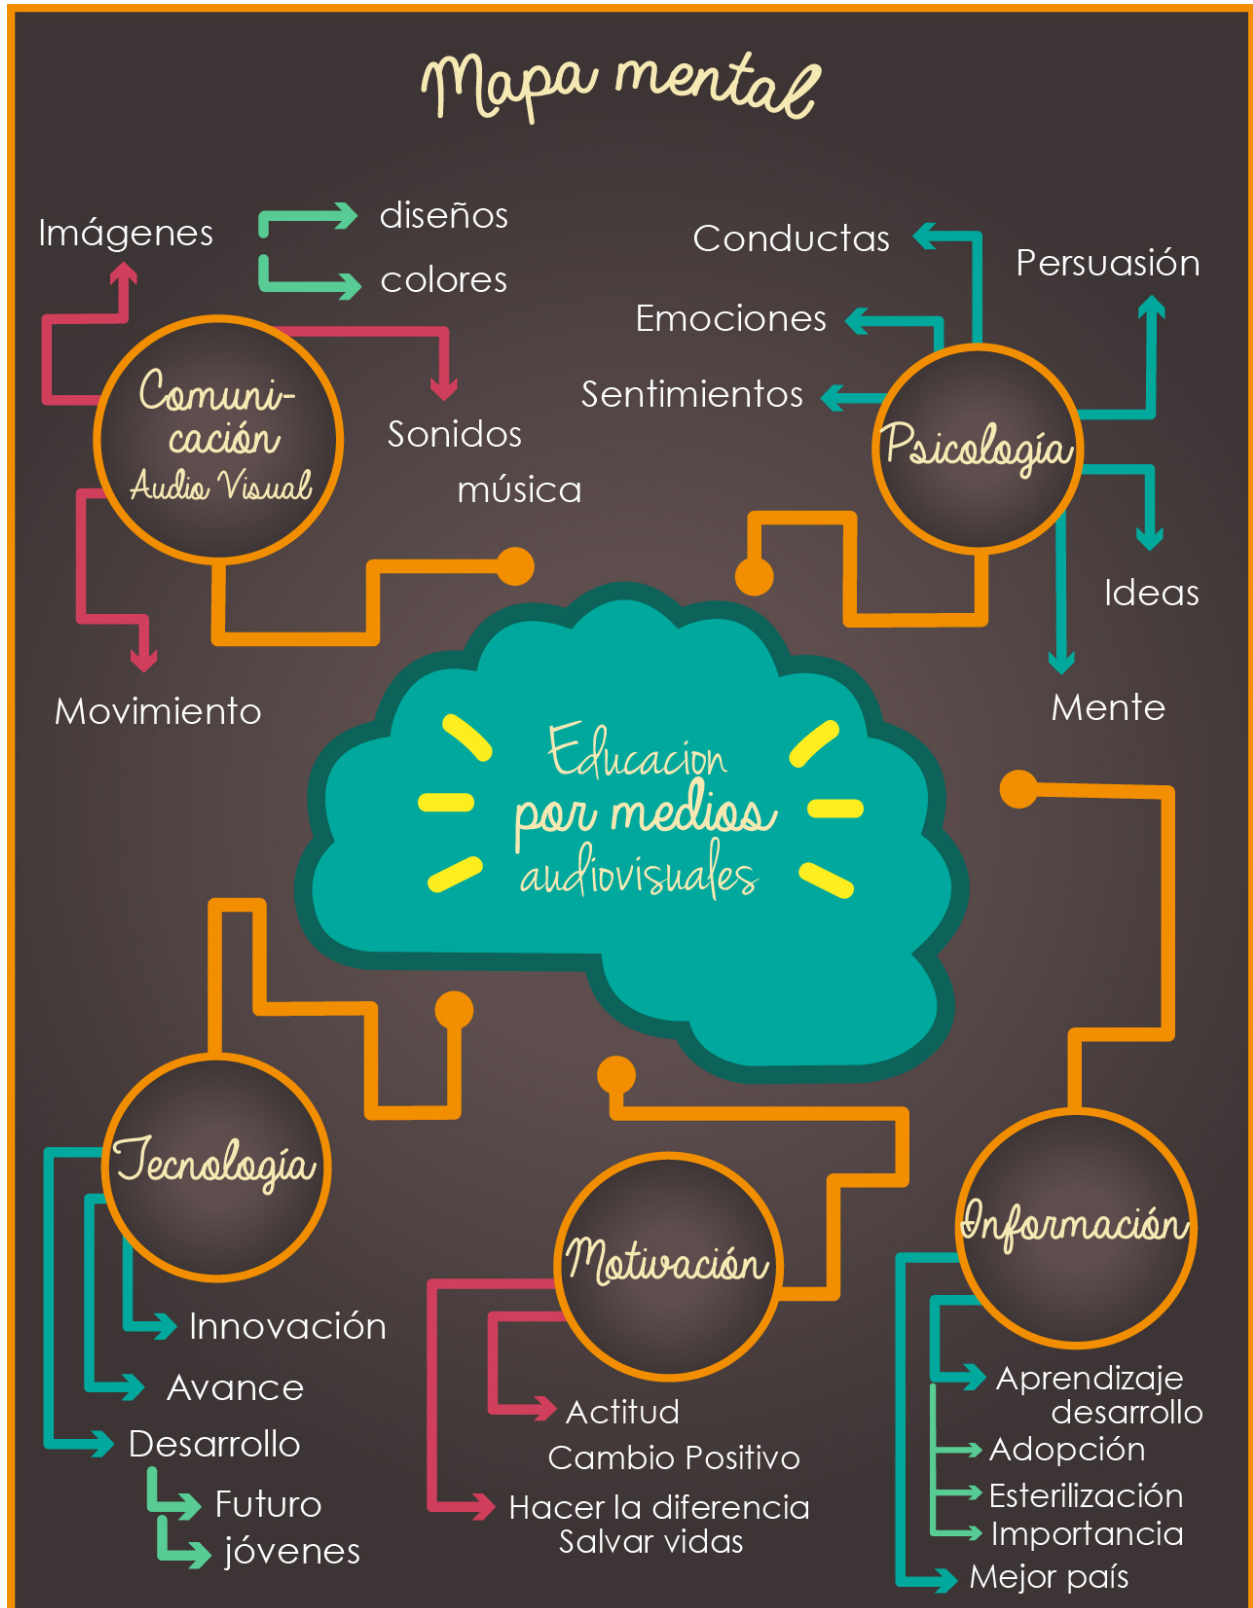 Mapa mental
Imágenes
diseños
colores
Comuni-
cación
Audio Visual
Sonidos
música
Movimiento
Conductas
Persuasión
Emociones
Sentimientos
Psicología
Ideas
Mente
Educacion
por medios
audiovisuales
Tecnología
Innovación
Avance
Desarrollo
Futuro
jóvenes
Motivación
Actitud
Cambio Positivo
Hacer la diferencia
Salvar vidas
Información
Aprendizaje
desarrollo
Adopción
Esterilización
Importancia
Mejor país